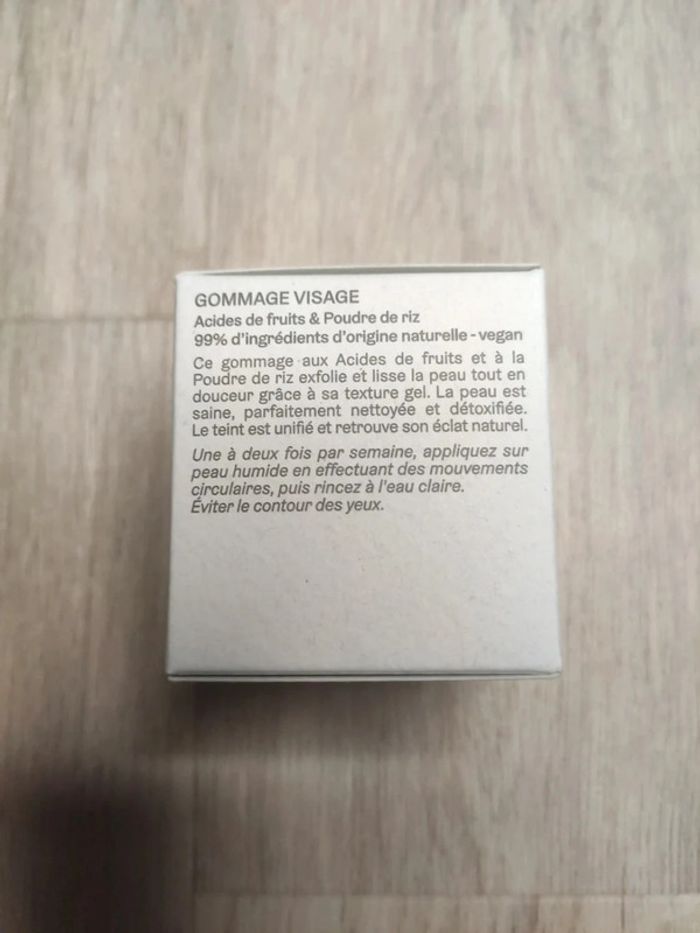 GOMMAGE VISAGE
Acides de fruits & Poudre de riz
99% d'ingrédients d'origine naturelle - vegan
Ce gommage aux Acides de fruits et à la
Poudre de riz exfolie et lisse la peau tout en
douceur grâce à sa texture gel. La peau est
saine, parfaitement nettoyée et détoxifiée.
Le teint est unifié et retrouve son éclat naturel.
Une à deux fois par semaine, appliquez sur
peau humide en effectuant des mouvements
circulaires, puis rincez à l'eau claire.
Éviter le contour des yeux.